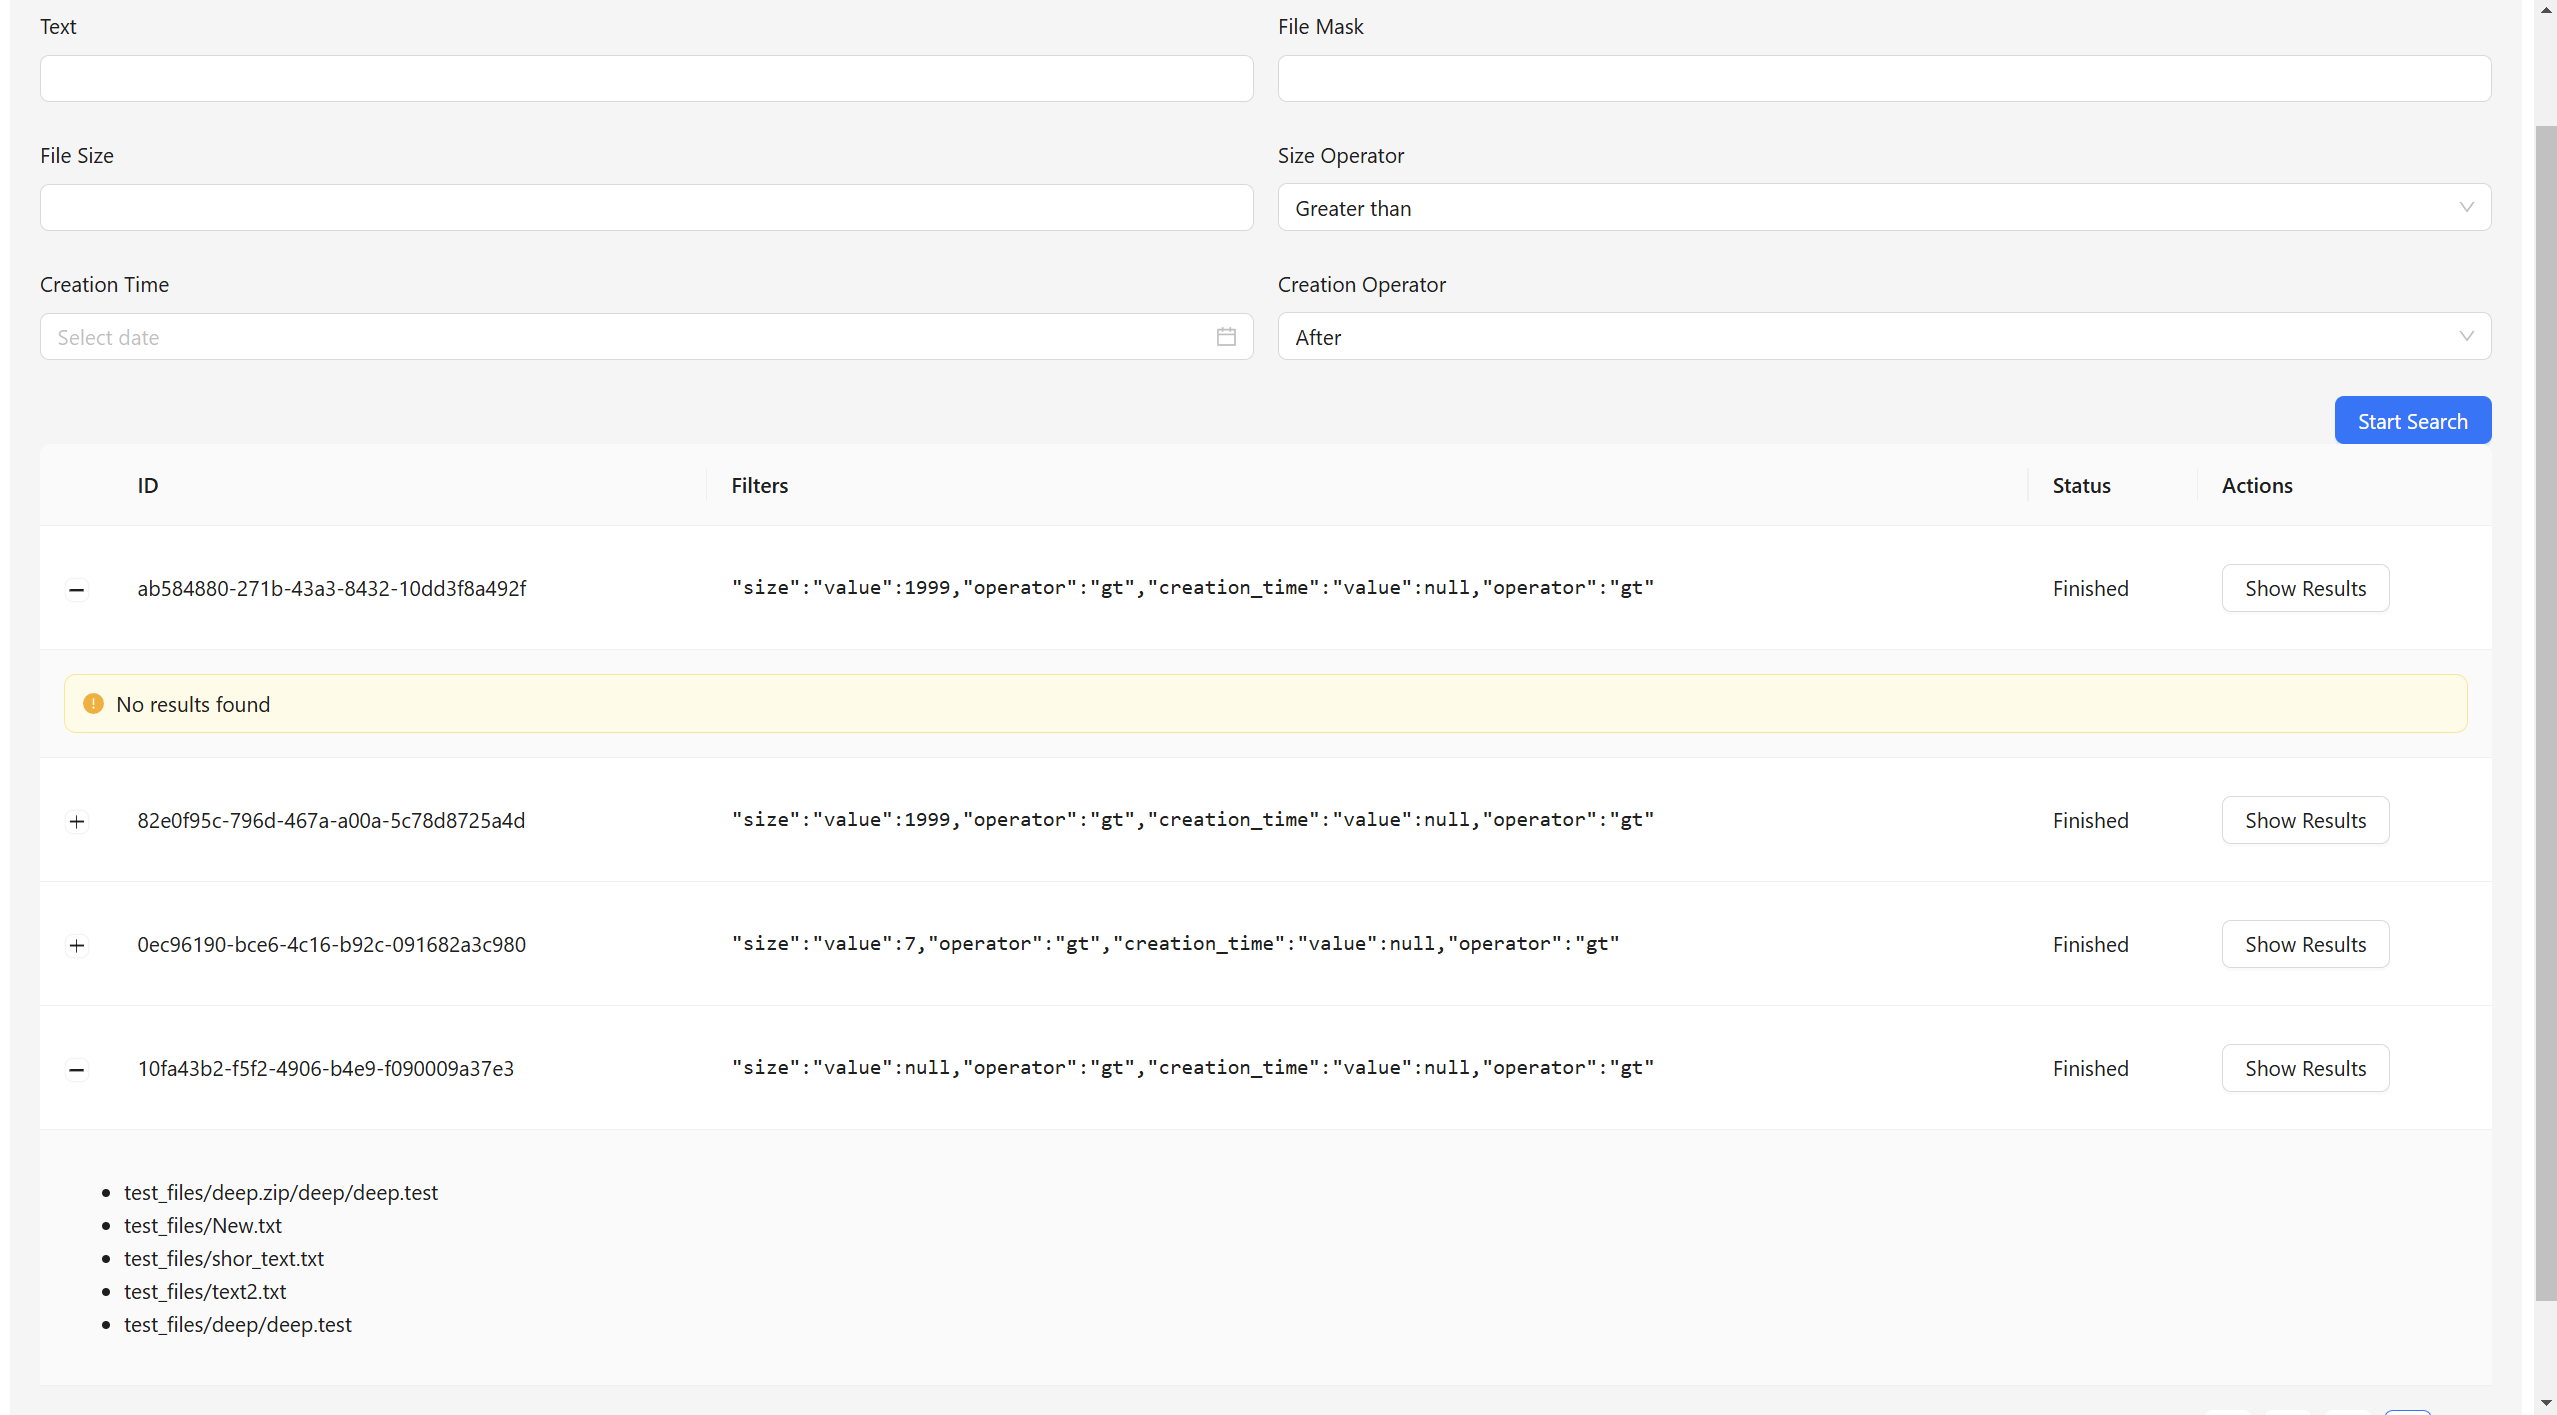 Text
File Mask
File Size
Size Operator
Greater than
Creation Time
Creation Operator
Select date
After
Start Search
ID Filters Status Actions
ab584880-271b-43a3-8432-10dd3f8a492f "size":"value":1999,"operator":"gt","creation_time":"value":null,"operator":"gt" Finished Show Results
No results found
82e0f95c-796d-467a-a00a-5c78d8725a4d "size":"value":1999,"operator":"gt","creation_time":"value":null,"operator":"gt" Finished Show Results
0ec96190-bce6-4c16-b92c-091682a3c980 "size":"value":7,"operator":"gt","creation_time":"value":null,"operator":"gt" Finished Show Results
10fa43b2-f5f2-4906-b4e9-f090009a37e3 "size":"value":null,"operator":"gt","creation_time":"value":null,"operator":"gt" Finished Show Results
test_files/deep.zip/deep/deep.test
test_files/New.txt
test_files/shor_text.txt
test_files/text2.txt
test_files/deep/deep.test